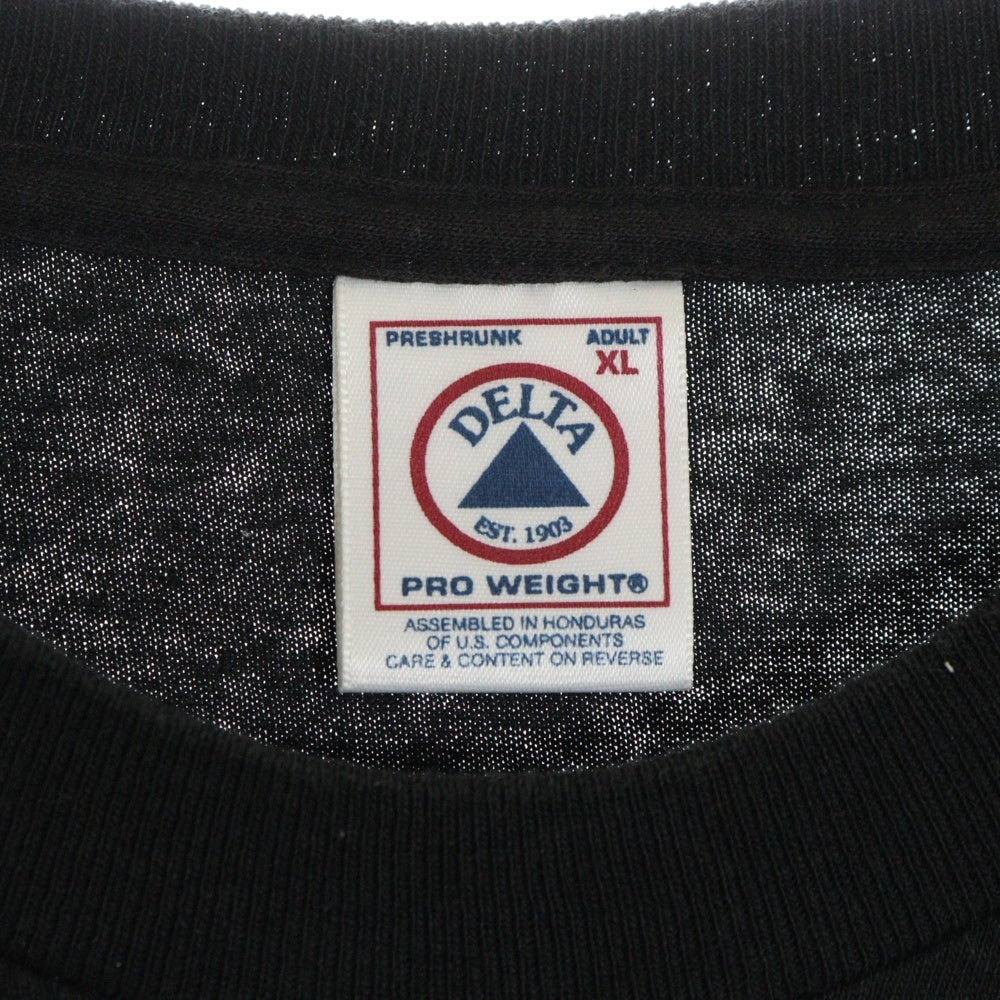 PRESHRUNK ADULT
XL
DELTA
EST. 1903
PRO WEIGHT®
ASSEMBLED IN HONDURAS
OF U.S. COMPONENTS
CARE & CONTENT ON REVERSE